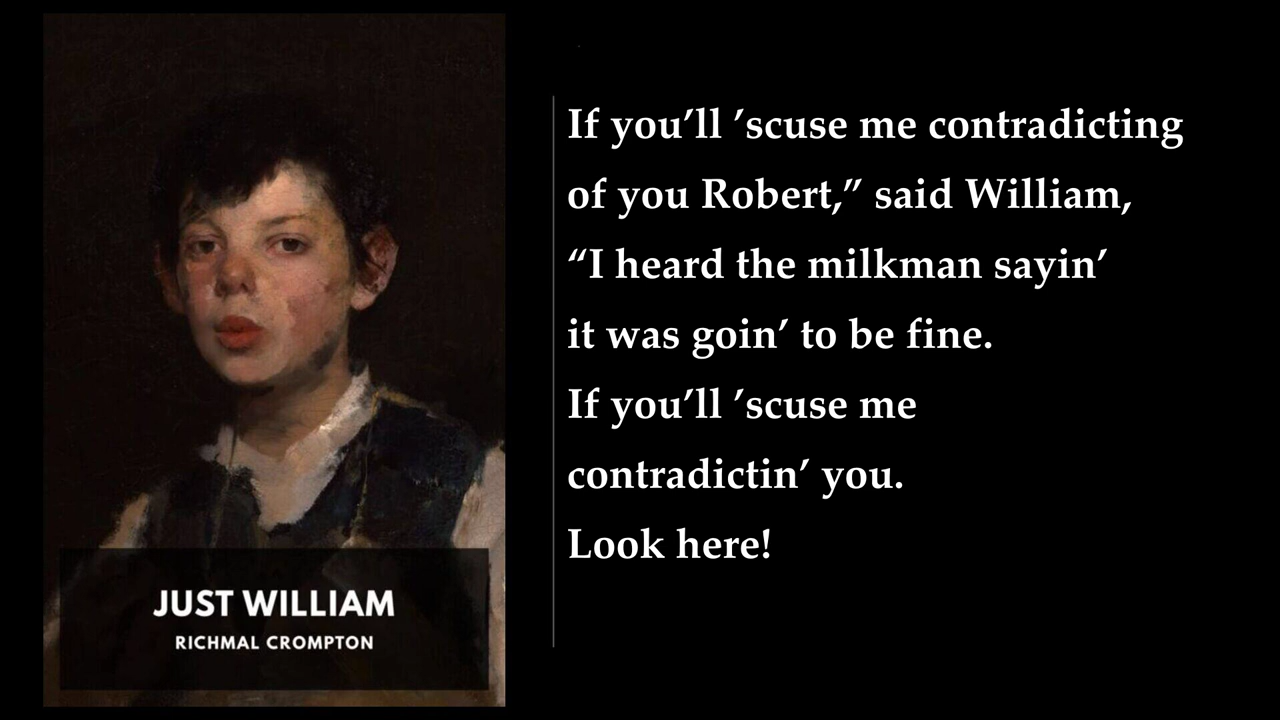 JUST WILLIAM
RICHMAL CROMPTON
If you’ll ’scuse me contradicting
of you Robert,” said William,
“I heard the milkman sayin’
it was goin’ to be fine.
If you’ll ’scuse me
contradictin’ you.
Look here!